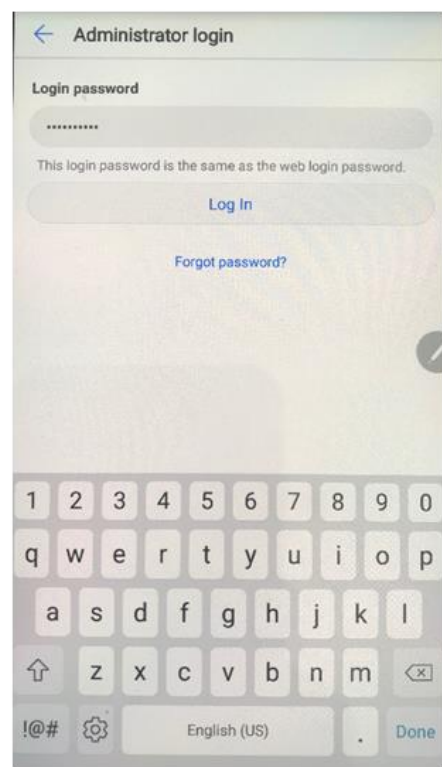 Administrator login
Login password
••••••••••
This login password is the same as the web login password.
Log In
Forgot password?
1 2 3 4 5 6 7 8 9 0
q w e r t y u i o p
a s d f g h j k l
z x c v b n m
!@# English (US) . Done